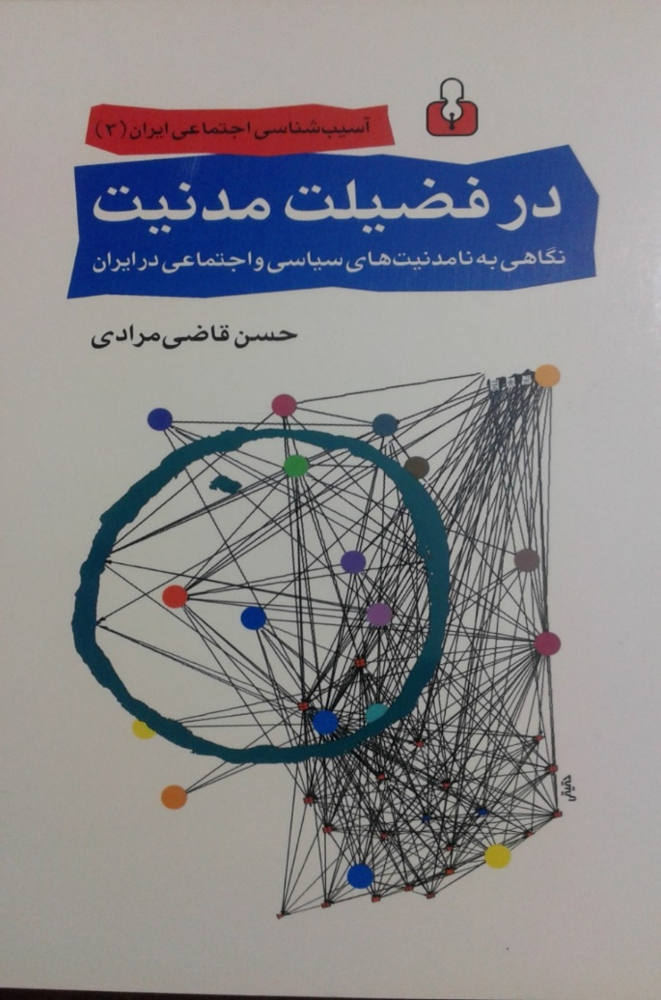 آسیب‌شناسی اجتماعی ایران (۳)
در فضیلت مدنیت
نگاهی به نامدنیت‌های سیاسی و اجتماعی در ایران
حسن قاضی‌مرادی
حقیقی